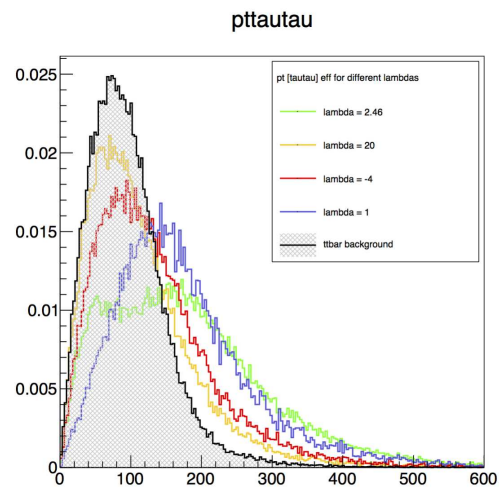 pttautau
pt [tautau] eff for different lambdas
lambda = 2.46
lambda = 20
lambda = -4
lambda = 1
ttbar background
0.025
0.02
0.015
0.01
0.005
0
0 100 200 300 400 500 600